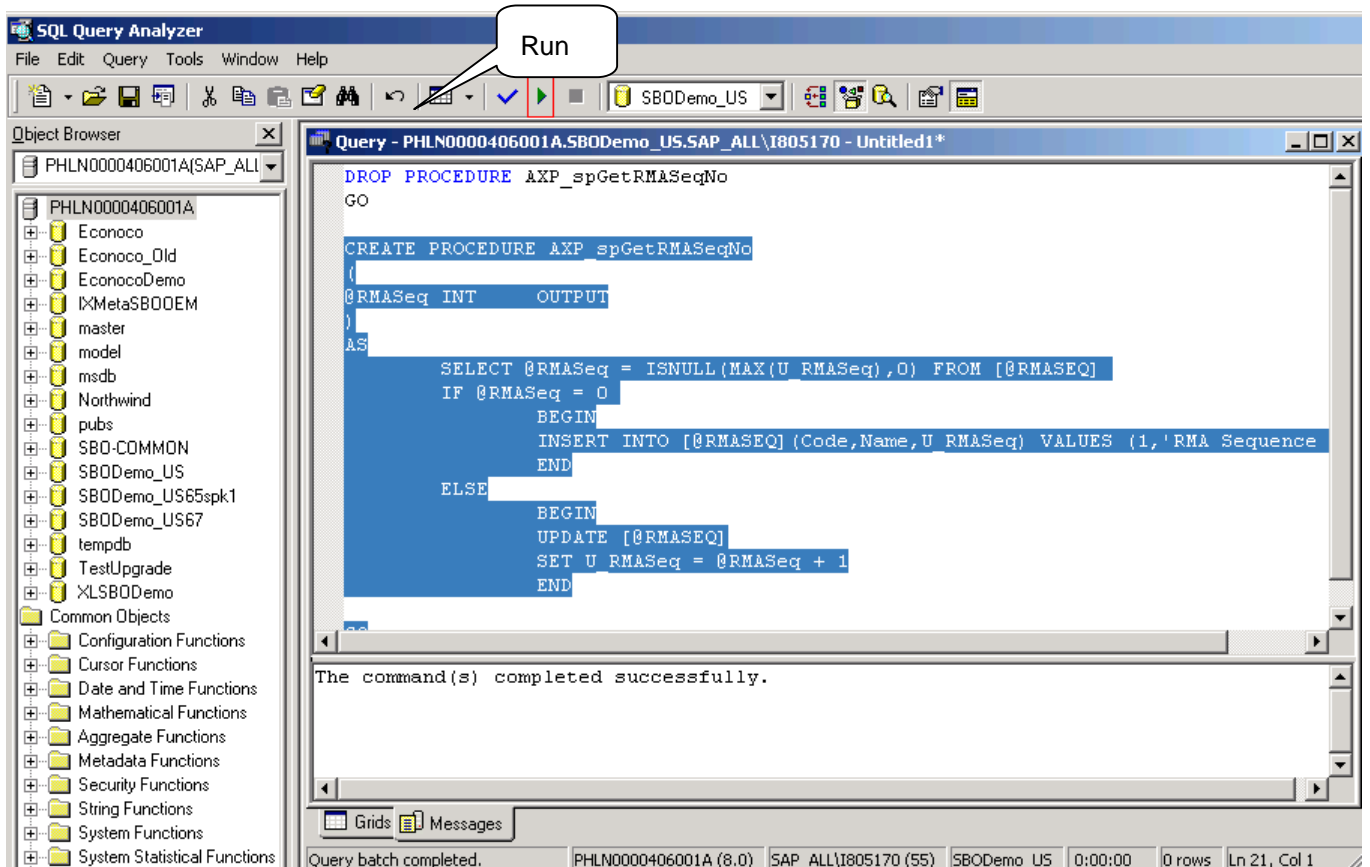 SQL Query Analyzer
Run
File Edit Query Tools Window Help
SBODemo_US
Object Browser
PHLN0000406001A(SAP_ALL
PHLN0000406001A
Econoco
Econoco_Old
EconocoDemo
IXMetaSBOOEM
master
model
msdb
Northwind
pubs
SBO-COMMON
SBODemo_US
SBODemo_US65spk1
SBODemo_US67
tempdb
TestUpgrade
XLSBODemo
Common Objects
Configuration Functions
Cursor Functions
Date and Time Functions
Mathematical Functions
Aggregate Functions
Metadata Functions
Security Functions
String Functions
System Functions
System Statistical Functions
Query - PHLN0000406001A.SBODemo_US.SAP_ALL\I805170 - Untitled1*
DROP PROCEDURE AXP_spGetRMASeqNo
GO
CREATE PROCEDURE AXP_spGetRMASeqNo
(
@RMASeq INT OUTPUT
)
AS
SELECT @RMASeq = ISNULL(MAX(U_RMASeq),0) FROM [@RMASEQ]
IF @RMASeq = 0
BEGIN
INSERT INTO [@RMASEQ](Code,Name,U_RMASeq) VALUES (1,'RMA Sequence
END
ELSE
BEGIN
UPDATE [@RMASEQ]
SET U_RMASeq = @RMASeq + 1
END
GO
The command(s) completed successfully.
Grids Messages
Query batch completed. PHLN0000406001A (8.0) SAP_ALL\I805170 (55) SBODemo_US 0:00:00 0 rows Ln 21, Col 1